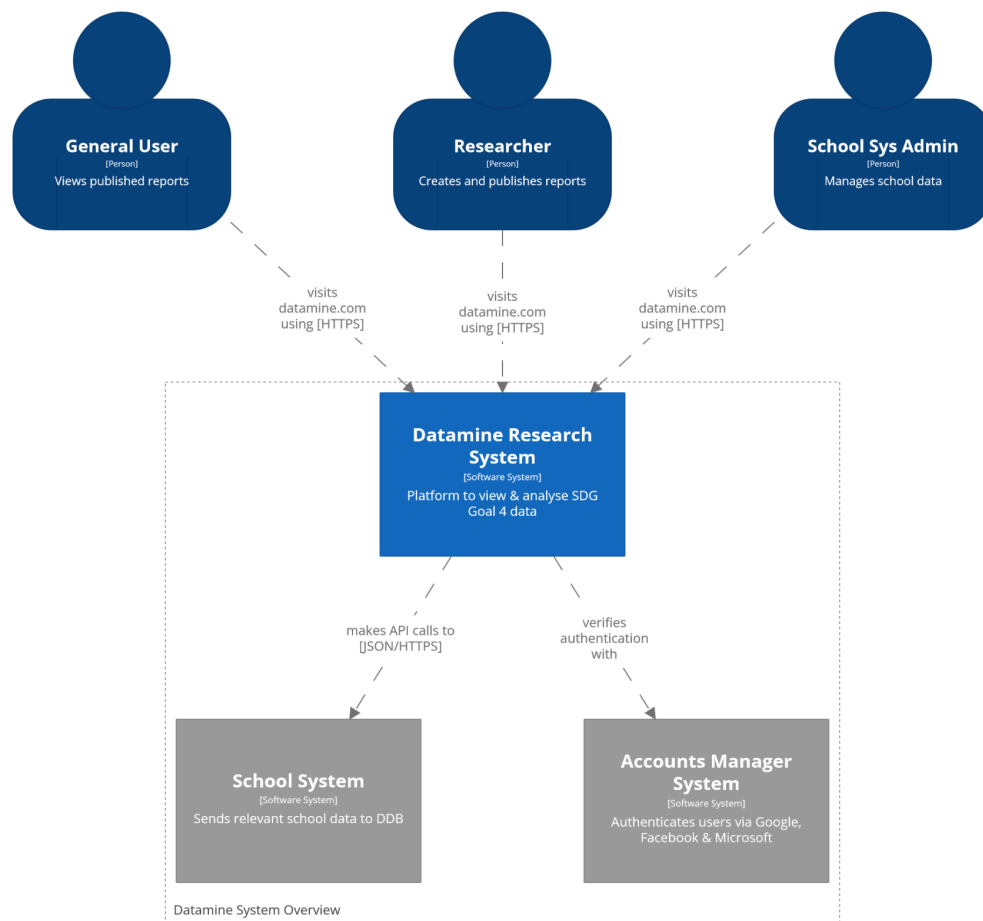 General User
[Person]
Views published reports
Researcher
[Person]
Creates and publishes reports
School Sys Admin
[Person]
Manages school data
visits
datamine.com
using [HTTPS]
visits
datamine.com
using [HTTPS]
visits
datamine.com
using [HTTPS]
Datamine Research
System
[Software System]
Platform to view & analyse SDG
Goal 4 data
makes API calls to
[JSON/HTTPS]
verifies
authentication
with
School System
[Software System]
Sends relevant school data to DDB
Accounts Manager
System
[Software System]
Authenticates users via Google,
Facebook & Microsoft
Datamine System Overview